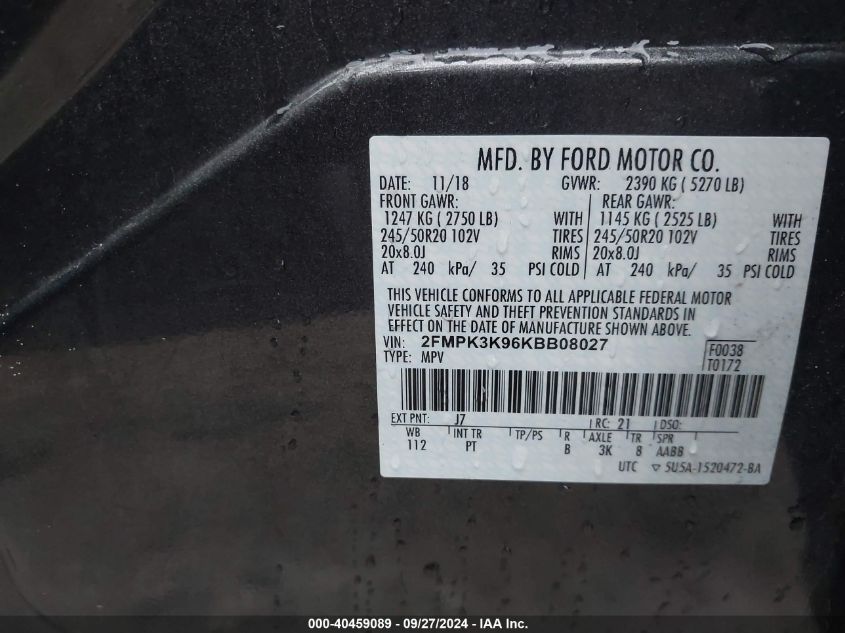 MFD. BY FORD MOTOR CO.
DATE: 11/18 GVWR: 2390 KG ( 5270 LB)
FRONT GAWR: REAR GAWR:
1247 KG ( 2750 LB) WITH 1145 KG ( 2525 LB) WITH
245/50R20 102V TIRES 245/50R20 102V TIRES
20x8.0J RIMS 20x8.0J RIMS
AT 240 kPa/ 35 PSI COLD AT 240 kPa/ 35 PSI COLD
THIS VEHICLE CONFORMS TO ALL APPLICABLE FEDERAL MOTOR
VEHICLE SAFETY AND THEFT PREVENTION STANDARDS IN
EFFECT ON THE DATE OF MANUFACTURE SHOWN ABOVE.
VIN: 2FMPK3K96KBB08027
TYPE: MPV
F0038
T0172
EXT PNT: J7 RC: 21 DSO:
WB INT TR TP/PS R AXLE TR SPR
112 PT B 3K 8 AABB
UTC ▽ 5U5A-1520472-BA
000-40459089 - 09/27/2024 - IAA Inc.